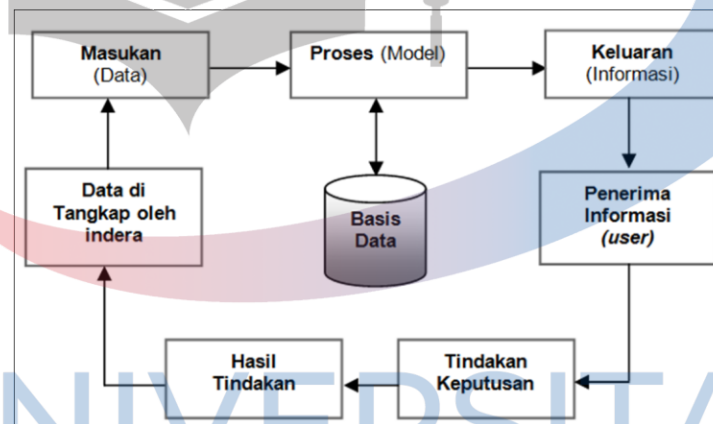 Masukan
(Data)
Proses (Model)
Keluaran
(Informasi)
Data di
Tangkap oleh
indera
Basis
Data
Penerima
Informasi
(user)
Hasil
Tindakan
Tindakan
Keputusan
NIVERSITA